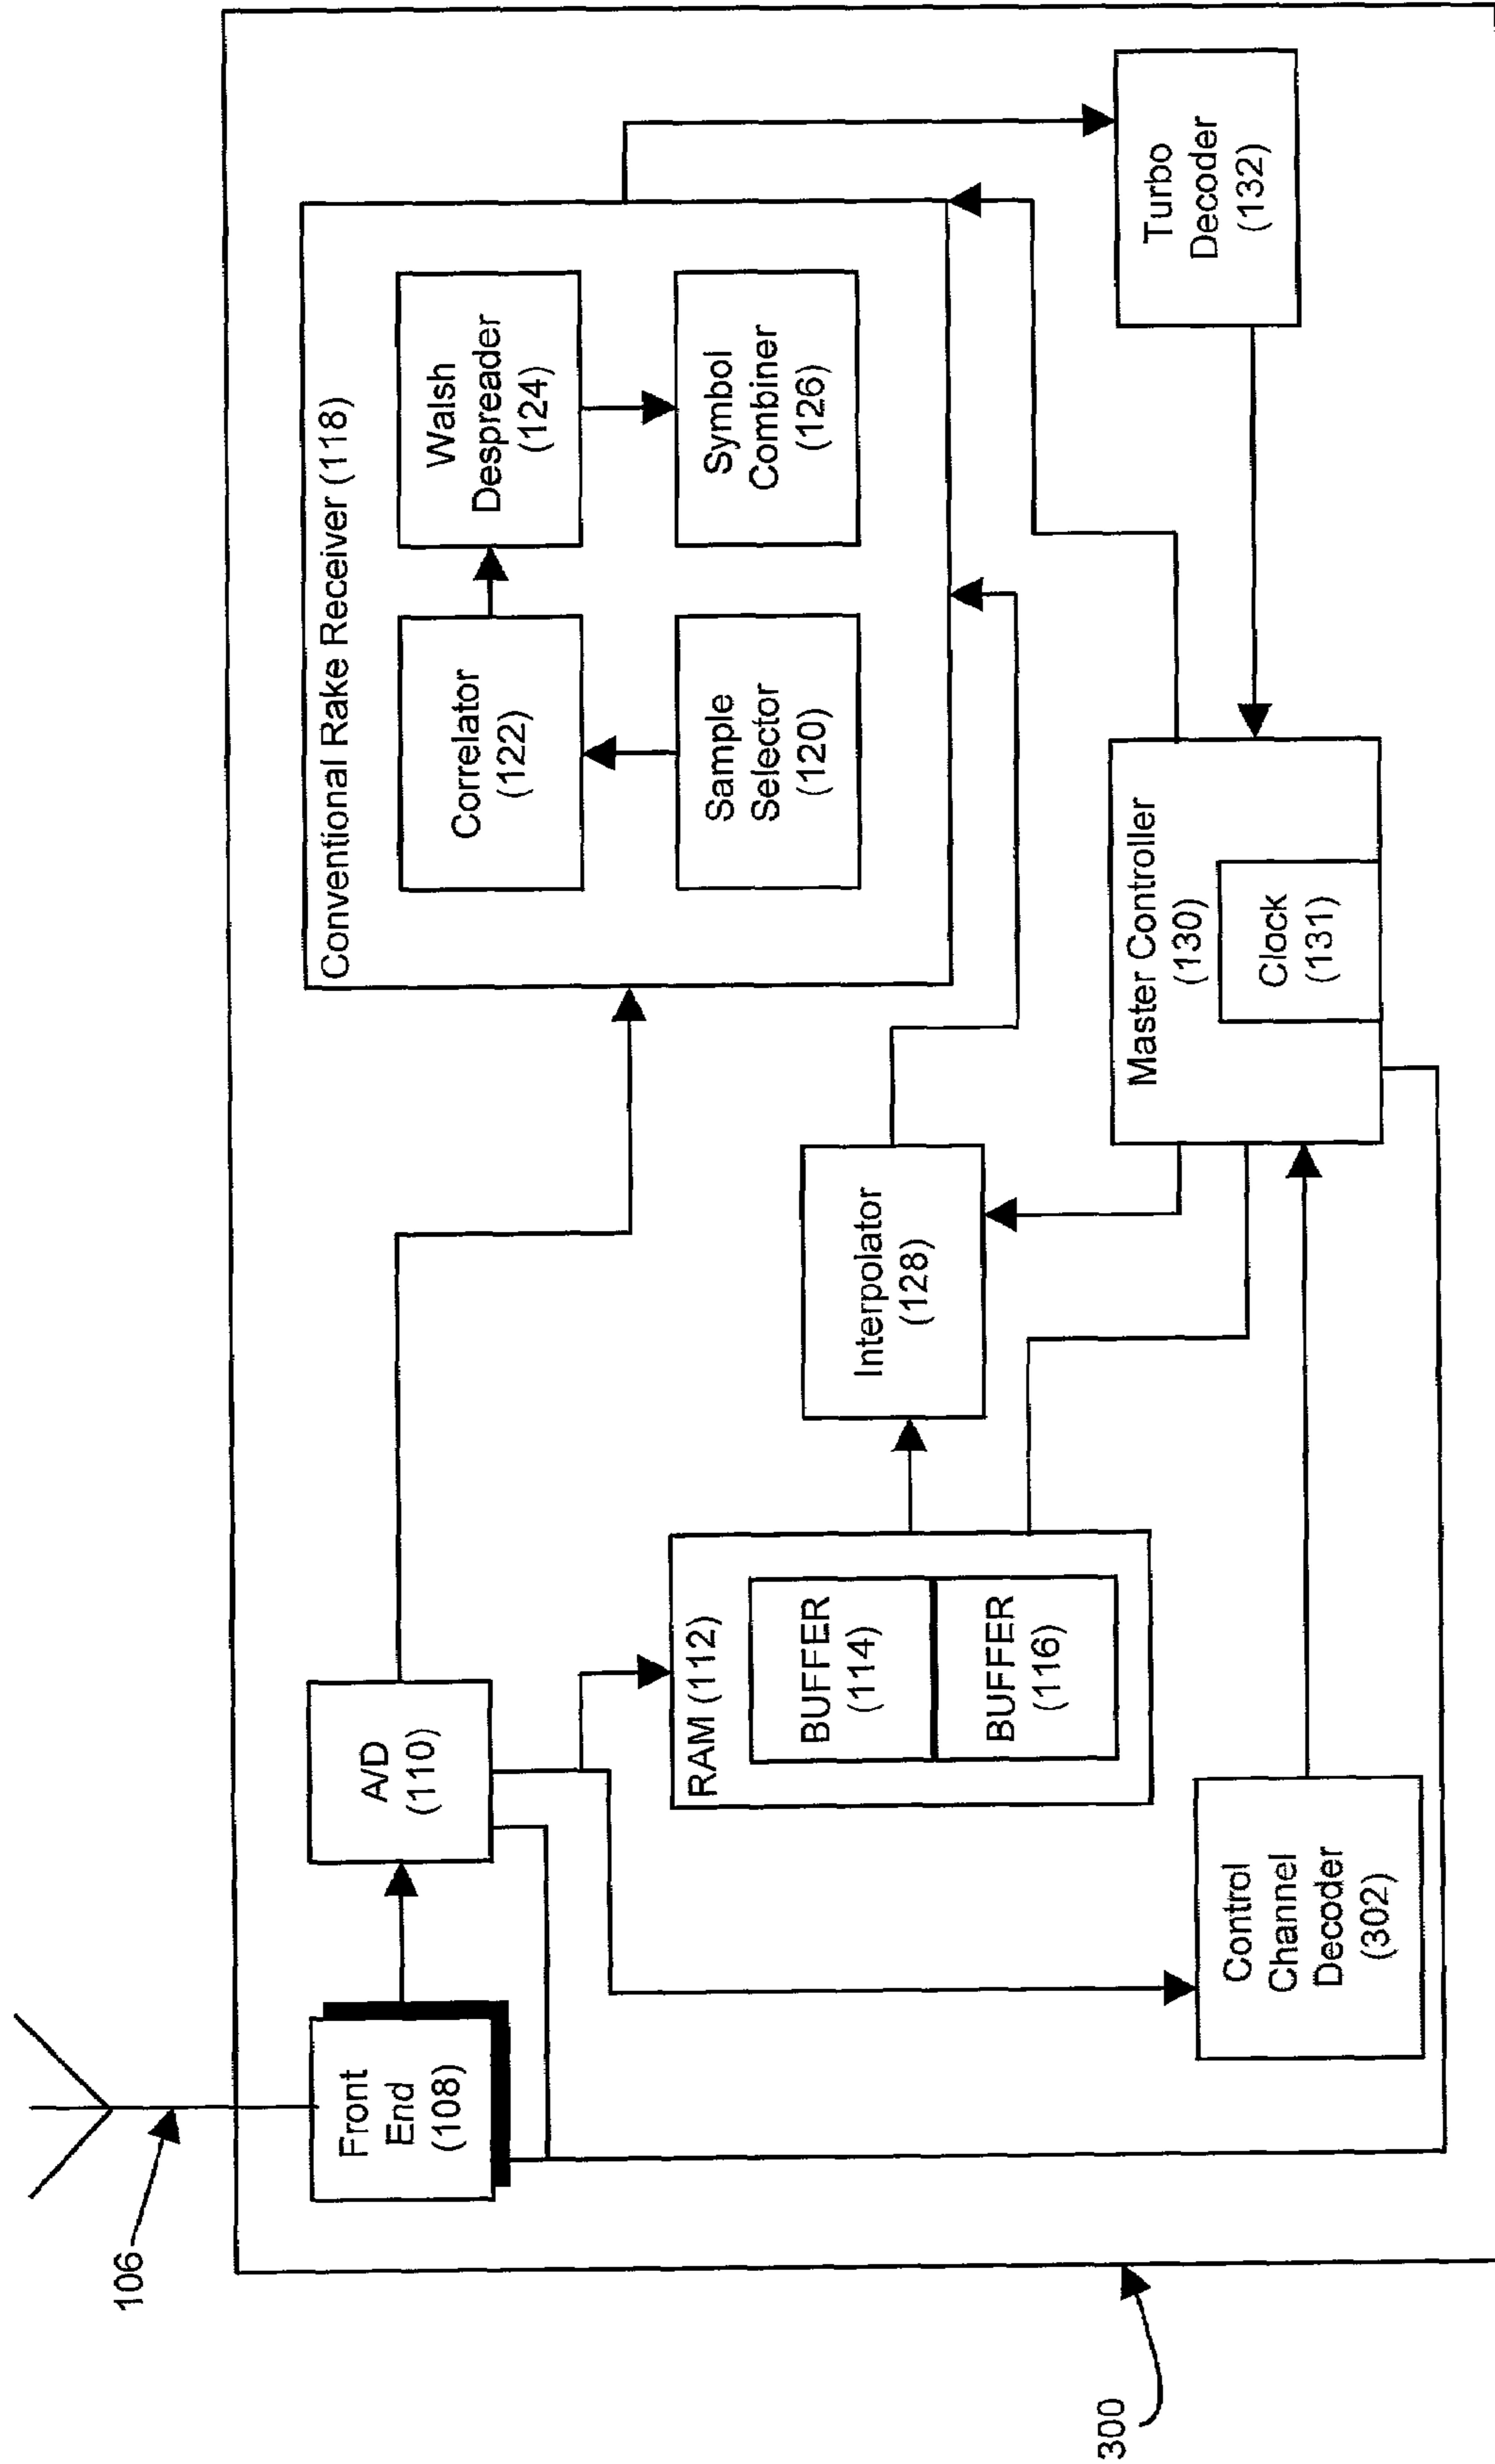 106
300
Front
End
(108)
A/D
(110)
Conventional Rake Receiver (118)
Correlator
(122)
Walsh
Despreader
(124)
Sample
Selector
(120)
Symbol
Combiner
(126)
RAM (112)
BUFFER
(114)
BUFFER
(116)
Interpolator
(128)
Control
Channel
Decoder
(302)
Master Controller
(130)
Clock
(131)
Turbo
Decoder
(132)